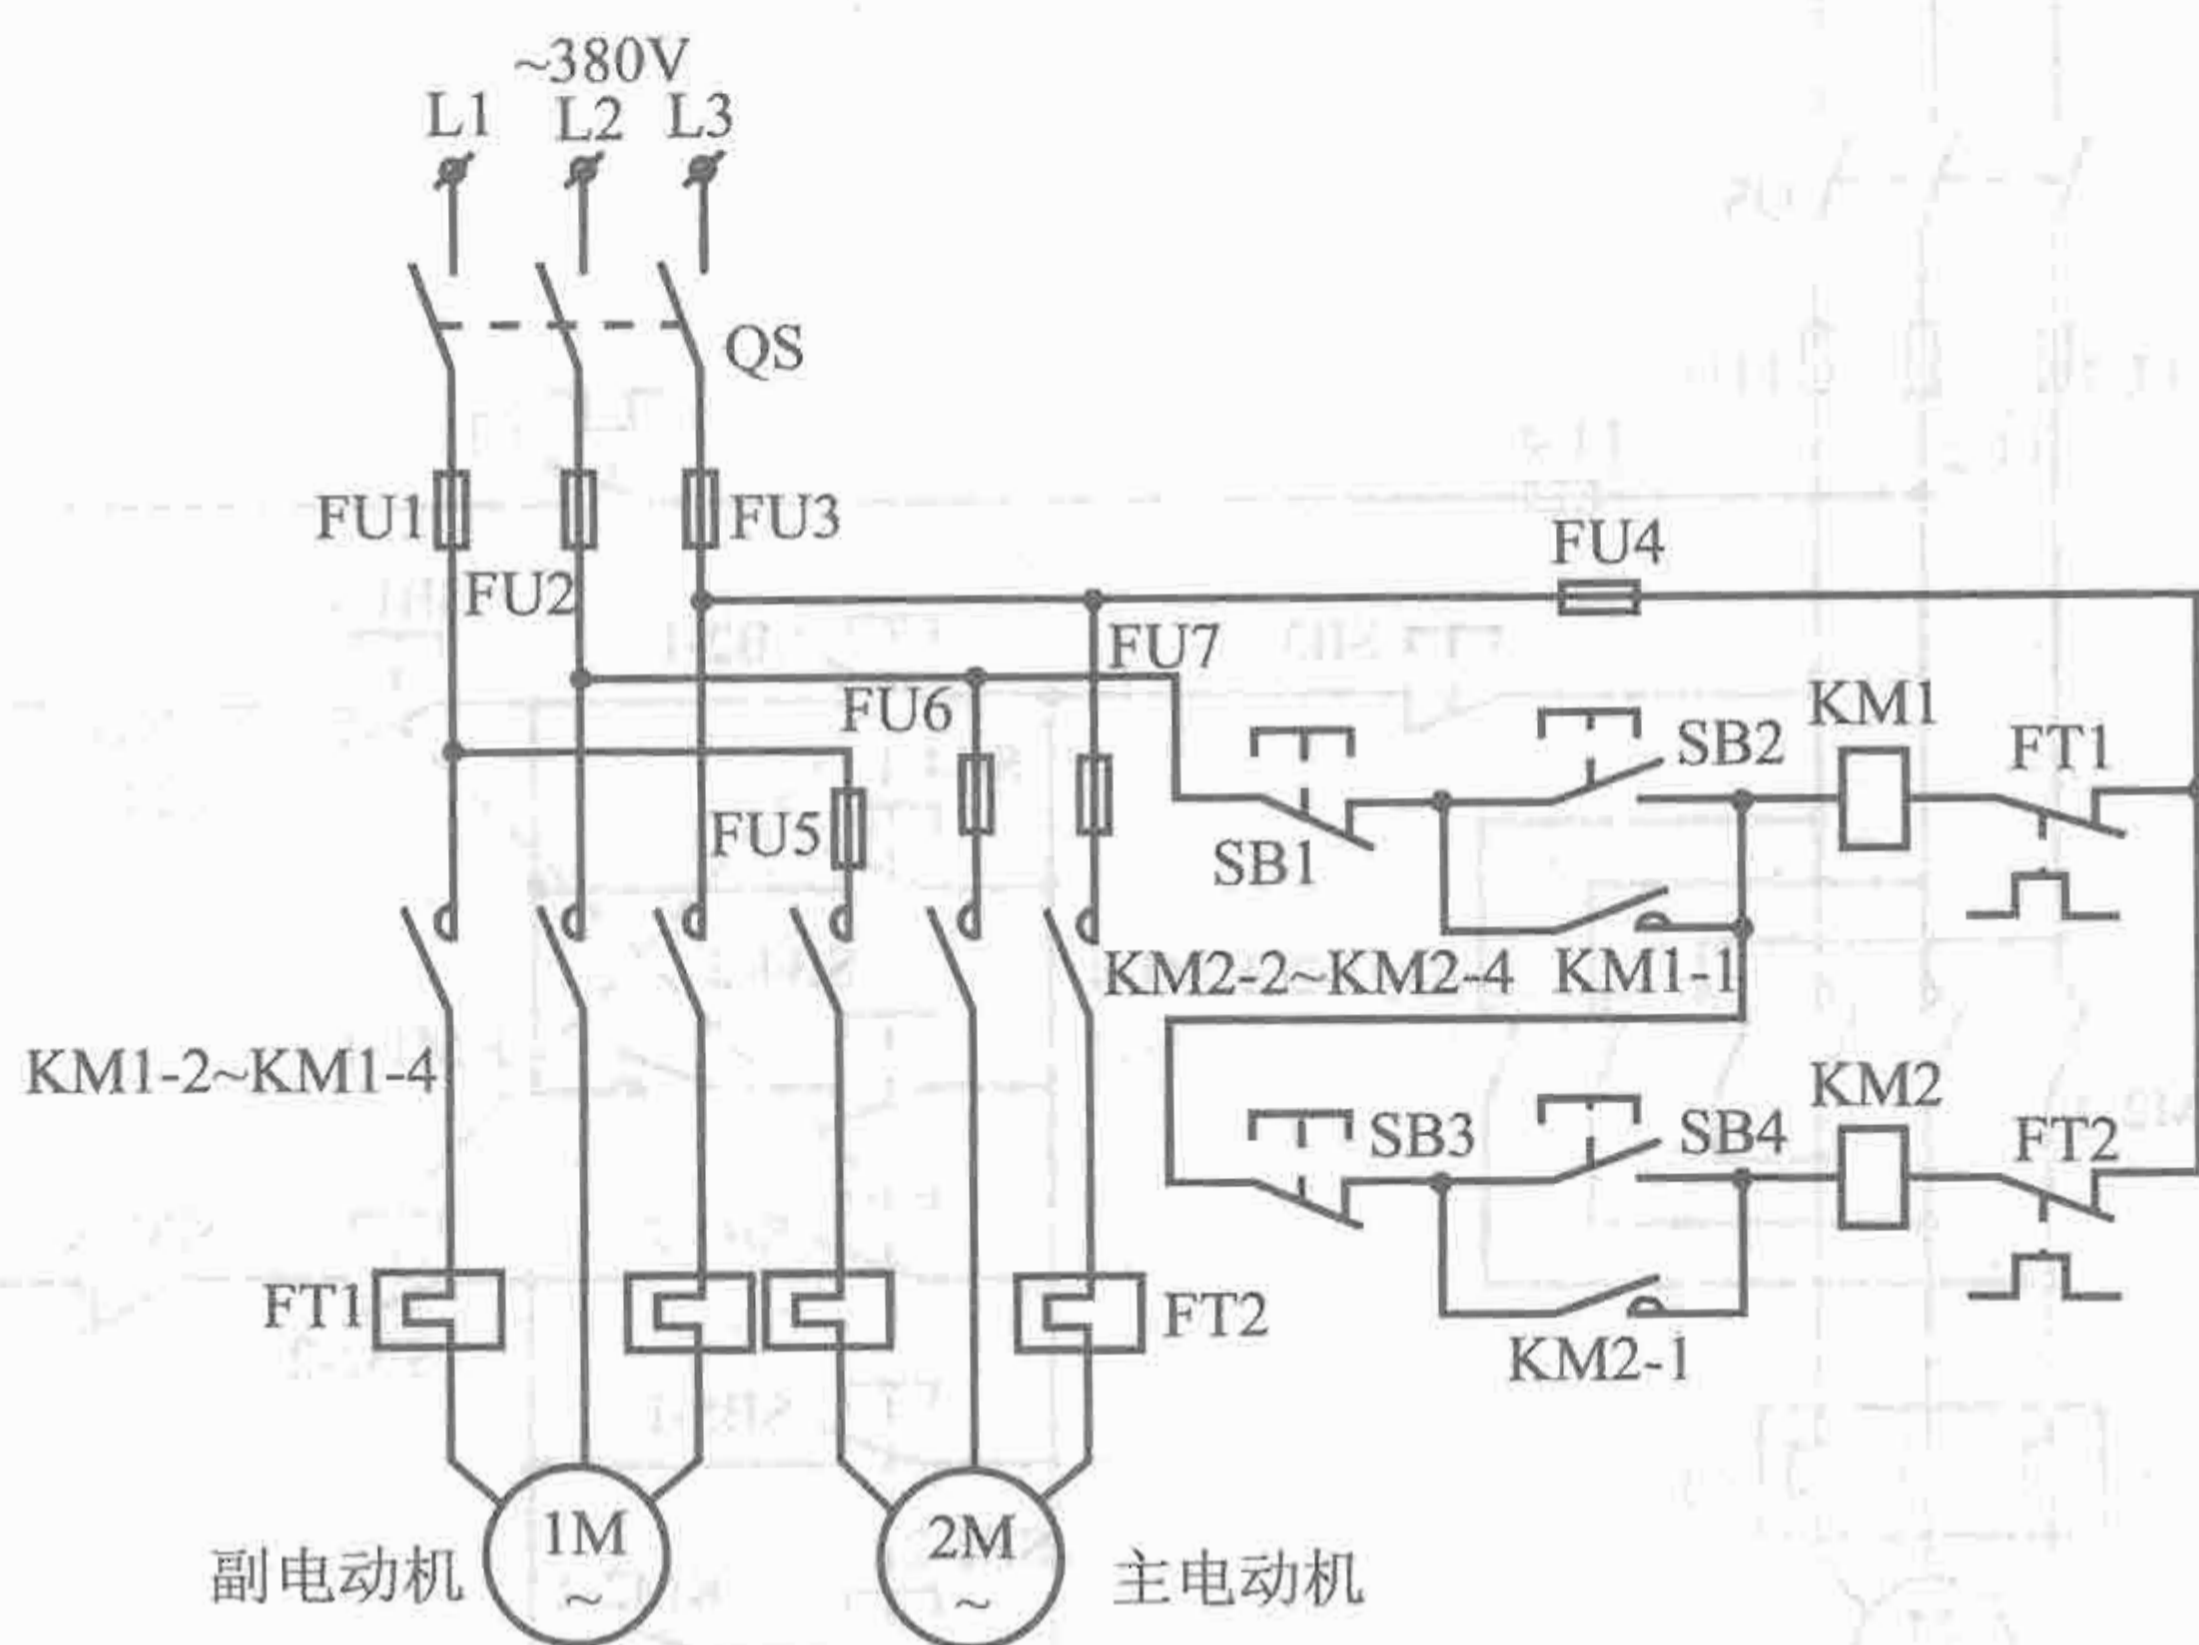 ~380V
L1 L2 L3
QS
FU1 FU3
FU2
FU4
FU7
FU6
FU5
KM1
SB2
FT1
SB1
KM2-2~KM2-4 KM1-1
KM1-2~KM1-4
KM2
SB3 SB4
FT2
FT1 FT2
KM2-1
副电动机 1M ~ 2M ~ 主电动机